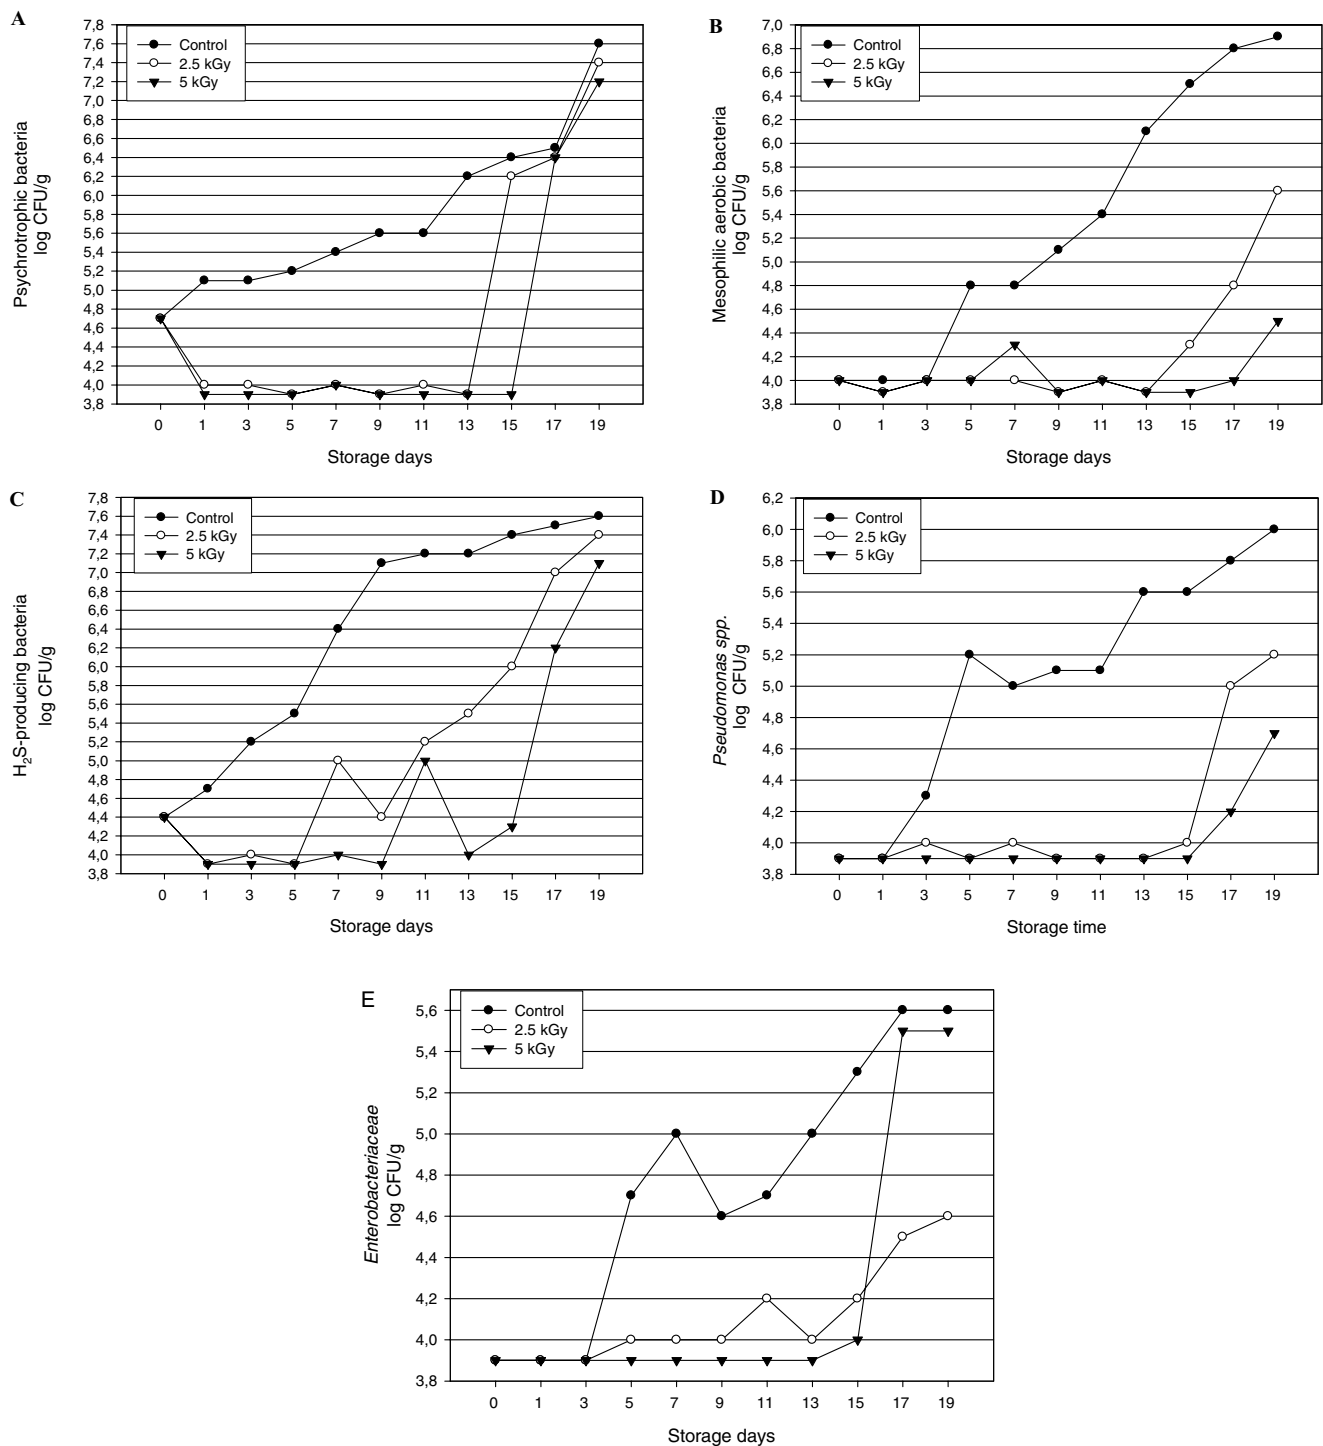 A
Psychrotrophic bacteria
log CFU/g
7,8
7,6
7,4
7,2
7,0
6,8
6,6
6,4
6,2
6,0
5,8
5,6
5,4
5,2
5,0
4,8
4,6
4,4
4,2
4,0
3,8
Control
2.5 kGy
5 kGy
0 1 3 5 7 9 11 13 15 17 19
Storage days
B
Mesophilic aerobic bacteria
log CFU/g
7,0
6,8
6,6
6,4
6,2
6,0
5,8
5,6
5,4
5,2
5,0
4,8
4,6
4,4
4,2
4,0
3,8
Control
2.5 kGy
5 kGy
0 1 3 5 7 9 11 13 15 17 19
Storage days
C
H₂S-producing bacteria
log CFU/g
7,8
7,6
7,4
7,2
7,0
6,8
6,6
6,4
6,2
6,0
5,8
5,6
5,4
5,2
5,0
4,8
4,6
4,4
4,2
4,0
3,8
Control
2.5 kGy
5 kGy
0 1 3 5 7 9 11 13 15 17 19
Storage days
D
Pseudomonas spp.
log CFU/g
6,2
6,0
5,8
5,6
5,4
5,2
5,0
4,8
4,6
4,4
4,2
4,0
3,8
Control
2.5 kGy
5 kGy
0 1 3 5 7 9 11 13 15 17 19
Storage time
E
Enterobacteriaceae
log CFU/g
5,6
5,4
5,2
5,0
4,8
4,6
4,4
4,2
4,0
3,8
Control
2.5 kGy
5 kGy
0 1 3 5 7 9 11 13 15 17 19
Storage days